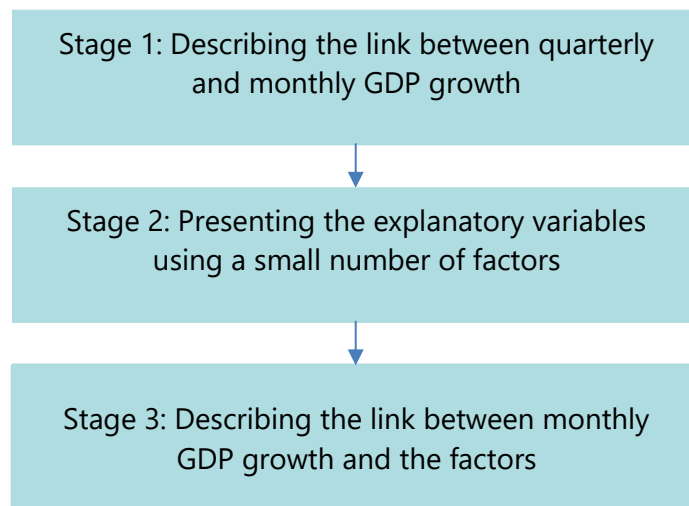 Stage 1: Describing the link between quarterly
and monthly GDP growth
Stage 2: Presenting the explanatory variables
using a small number of factors
Stage 3: Describing the link between monthly
GDP growth and the factors